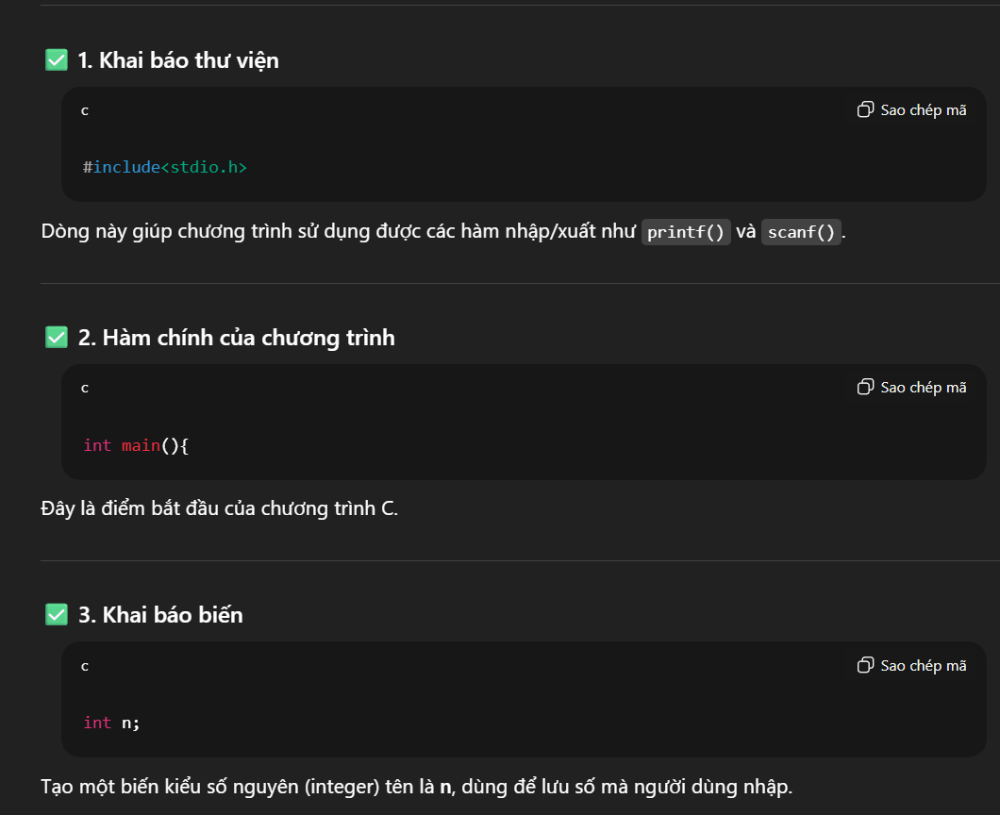 ✅ 1. Khai báo thư viện
c
Sao chép mã
#include<stdio.h>
Dòng này giúp chương trình sử dụng được các hàm nhập/xuất như printf() và scanf().
✅ 2. Hàm chính của chương trình
c
Sao chép mã
int main(){
Đây là điểm bắt đầu của chương trình C.
✅ 3. Khai báo biến
c
Sao chép mã
int n;
Tạo một biến kiểu số nguyên (integer) tên là n, dùng để lưu số mà người dùng nhập.